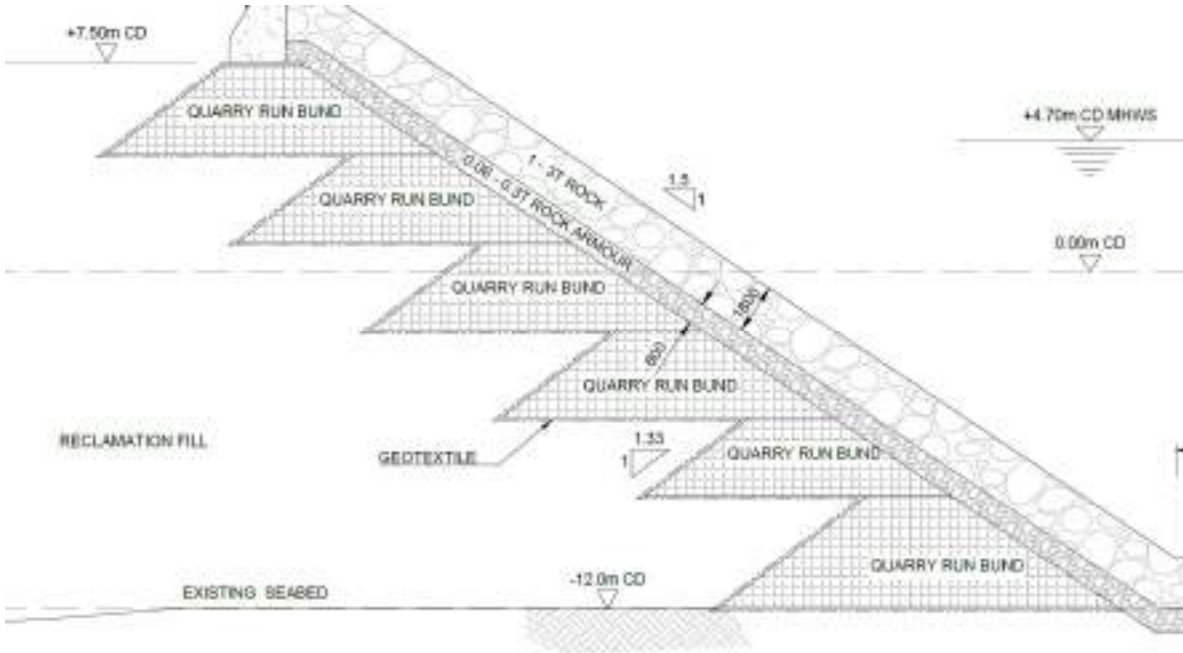 +7.50m CD
QUARRY RUN BUND
+4.70m CD MHWS
QUARRY RUN BUND
1 - 3T ROCK
0.06 - 0.3T ROCK ARMOUR
1.5
1
0.00m CD
QUARRY RUN BUND
1800
600
QUARRY RUN BUND
RECLAMATION FILL
GEOTEXTILE
1.33
1
QUARRY RUN BUND
QUARRY RUN BUND
-12.0m CD
EXISTING SEABED